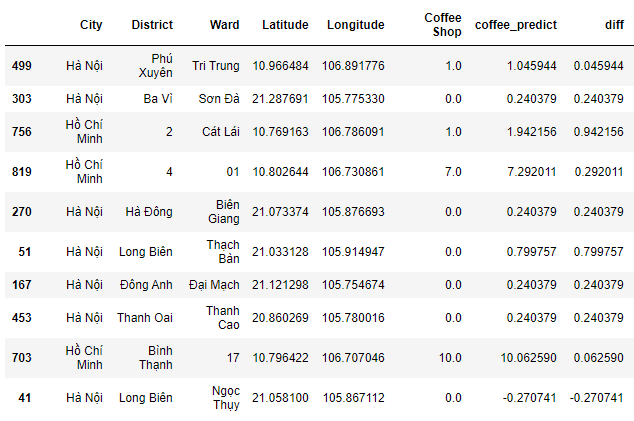 City District Ward Latitude Longitude Coffee Shop coffee_predict diff
499 Hà Nội Phú Xuyên Tri Trung 10.966484 106.891776 1.0 1.045944 0.045944
303 Hà Nội Ba Vì Sơn Đà 21.287691 105.775330 0.0 0.240379 0.240379
756 Hồ Chí Minh 2 Cát Lái 10.769163 106.786091 1.0 1.942156 0.942156
819 Hồ Chí Minh 4 01 10.802644 106.730861 7.0 7.292011 0.292011
270 Hà Nội Hà Đông Biên Giang 21.073374 105.876693 0.0 0.240379 0.240379
51 Hà Nội Long Biên Thạch Bàn 21.033128 105.914947 0.0 0.799757 0.799757
167 Hà Nội Đông Anh Đại Mạch 21.121298 105.754674 0.0 0.240379 0.240379
453 Hà Nội Thanh Oai Thanh Cao 20.860269 105.780016 0.0 0.240379 0.240379
703 Hồ Chí Minh Bình Thạnh 17 10.796422 106.707046 10.0 10.062590 0.062590
41 Hà Nội Long Biên Ngọc Thụy 21.058100 105.867112 0.0 -0.270741 -0.270741